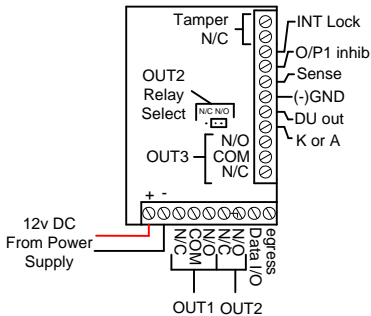 Tamper
N/C
INT Lock
O/P1 inhib
Sense
(-)GND
DU out
K or A
OUT2
Relay
Select
N/C N/O
OUT3
N/O
COM
N/C
+ -
12v DC
From Power
Supply
N/C
COM
N/O
N/C
N/O
Data I/O
egress
OUT1 OUT2